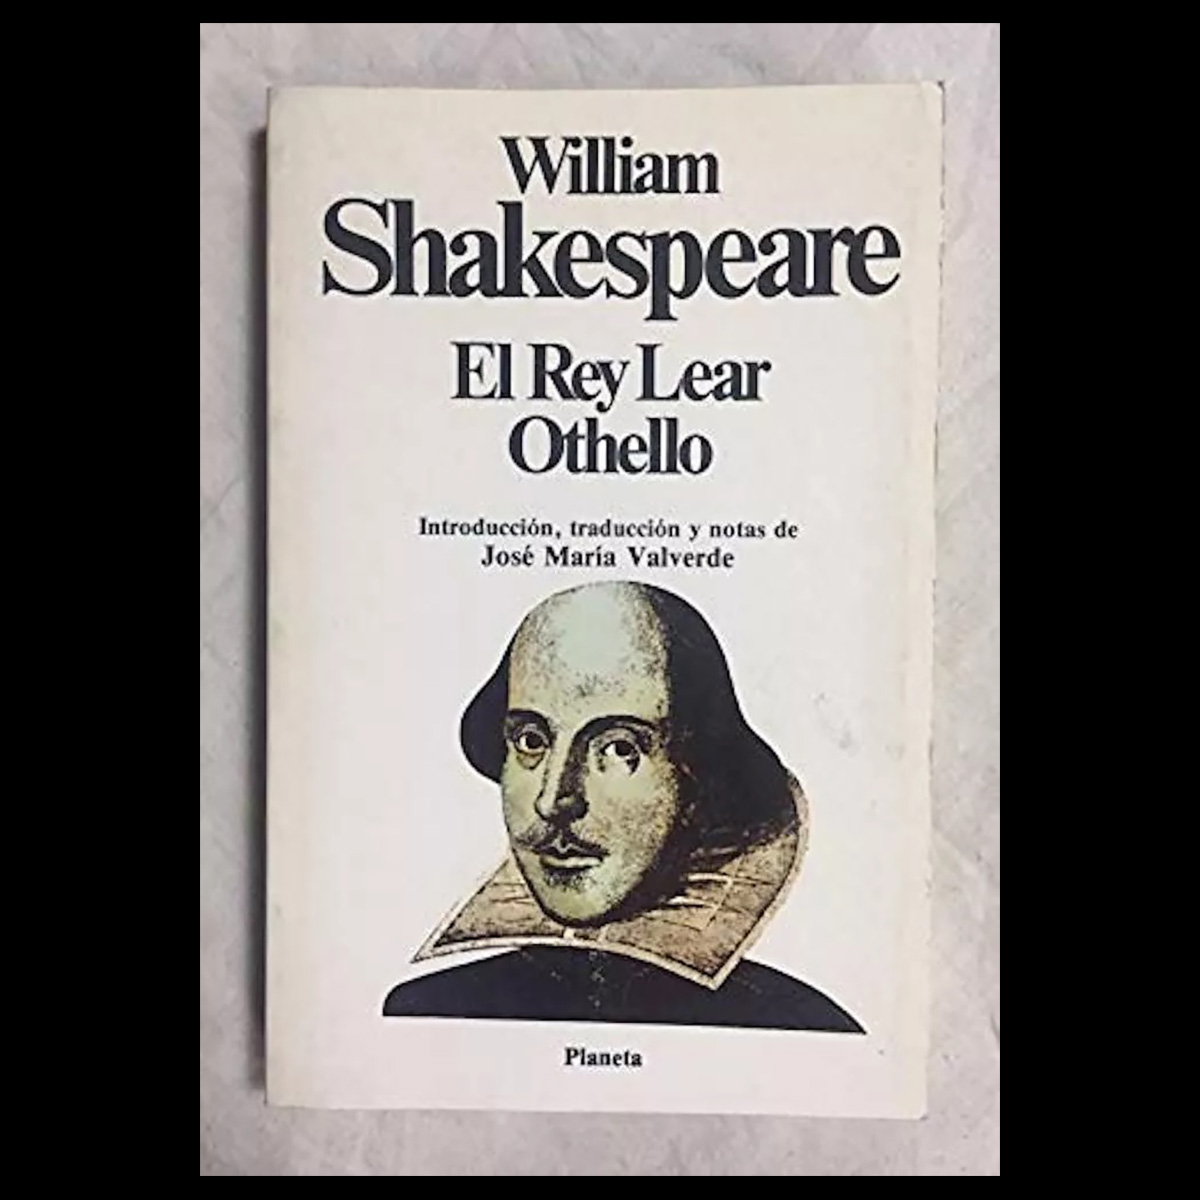 William
Shakespeare
El Rey Lear
Othello
Introducción, traducción y notas de
José María Valverde
Planeta